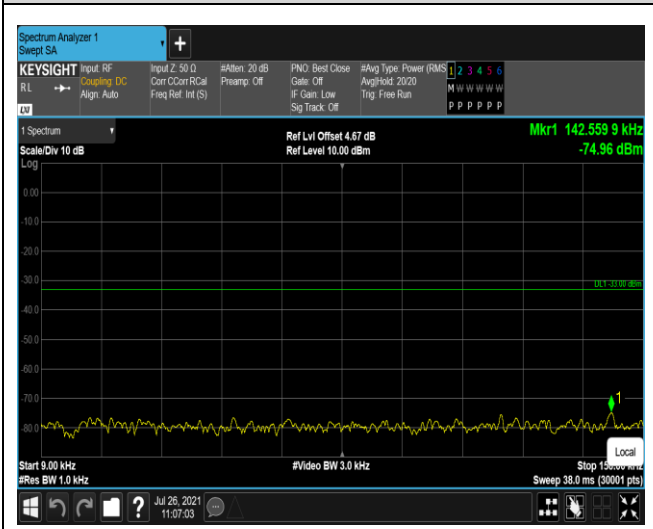 Spectrum Analyzer 1
Swept SA
+
KEYSIGHT Input: RF Input Z: 50 Ω #Atten: 20 dB PNO: Best Close #Avg Type: Power (RMS 1 2 3 4 5 6
RL Coupling: DC Corr CCorr RCal Preamp: Off Gate: Off Avg|Hold: 20/20 M W W W W W
Align: Auto Freq Ref: Int (S) IF Gain: Low Trig: Free Run
LXI Sig Track: Off P P P P P P
1 Spectrum Ref Lvl Offset 4.67 dB Mkr1 142.559 9 kHz
Scale/Div 10 dB Ref Level 10.00 dBm -74.96 dBm
Log
0.00
-10.0
-20.0
-30.0 DL1 -33.00 dBm
-40.0
-50.0
-60.0
-70.0
1
-80.0
Local
Start 9.00 kHz #Video BW 3.0 kHz Stop 150.00 kHz
#Res BW 1.0 kHz Sweep 38.0 ms (30001 pts)
? Jul 26, 2021
11:07:03